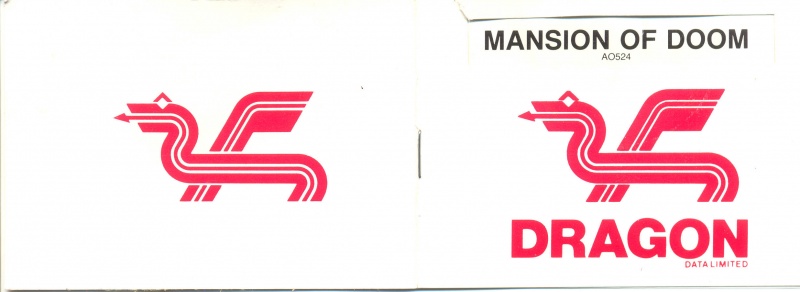 MANSION OF DOOM
AO524
DRAGON
DATA LIMITED